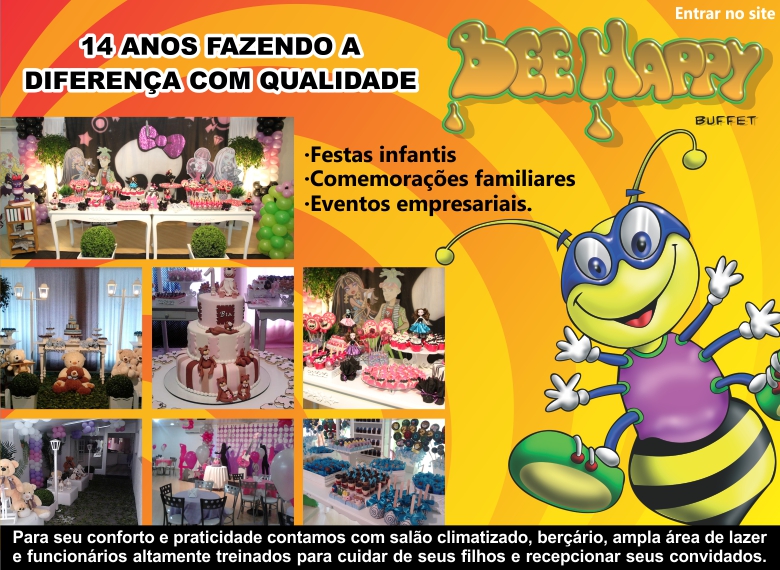 Entrar no site
14 ANOS FAZENDO A
DIFERENÇA COM QUALIDADE
BEE HAPPY
BUFFET
·Festas infantis
·Comemorações familiares
·Eventos empresariais.
Bia
Para seu conforto e praticidade contamos com salão climatizado, berçário, ampla área de lazer
e funcionários altamente treinados para cuidar de seus filhos e recepcionar seus convidados.